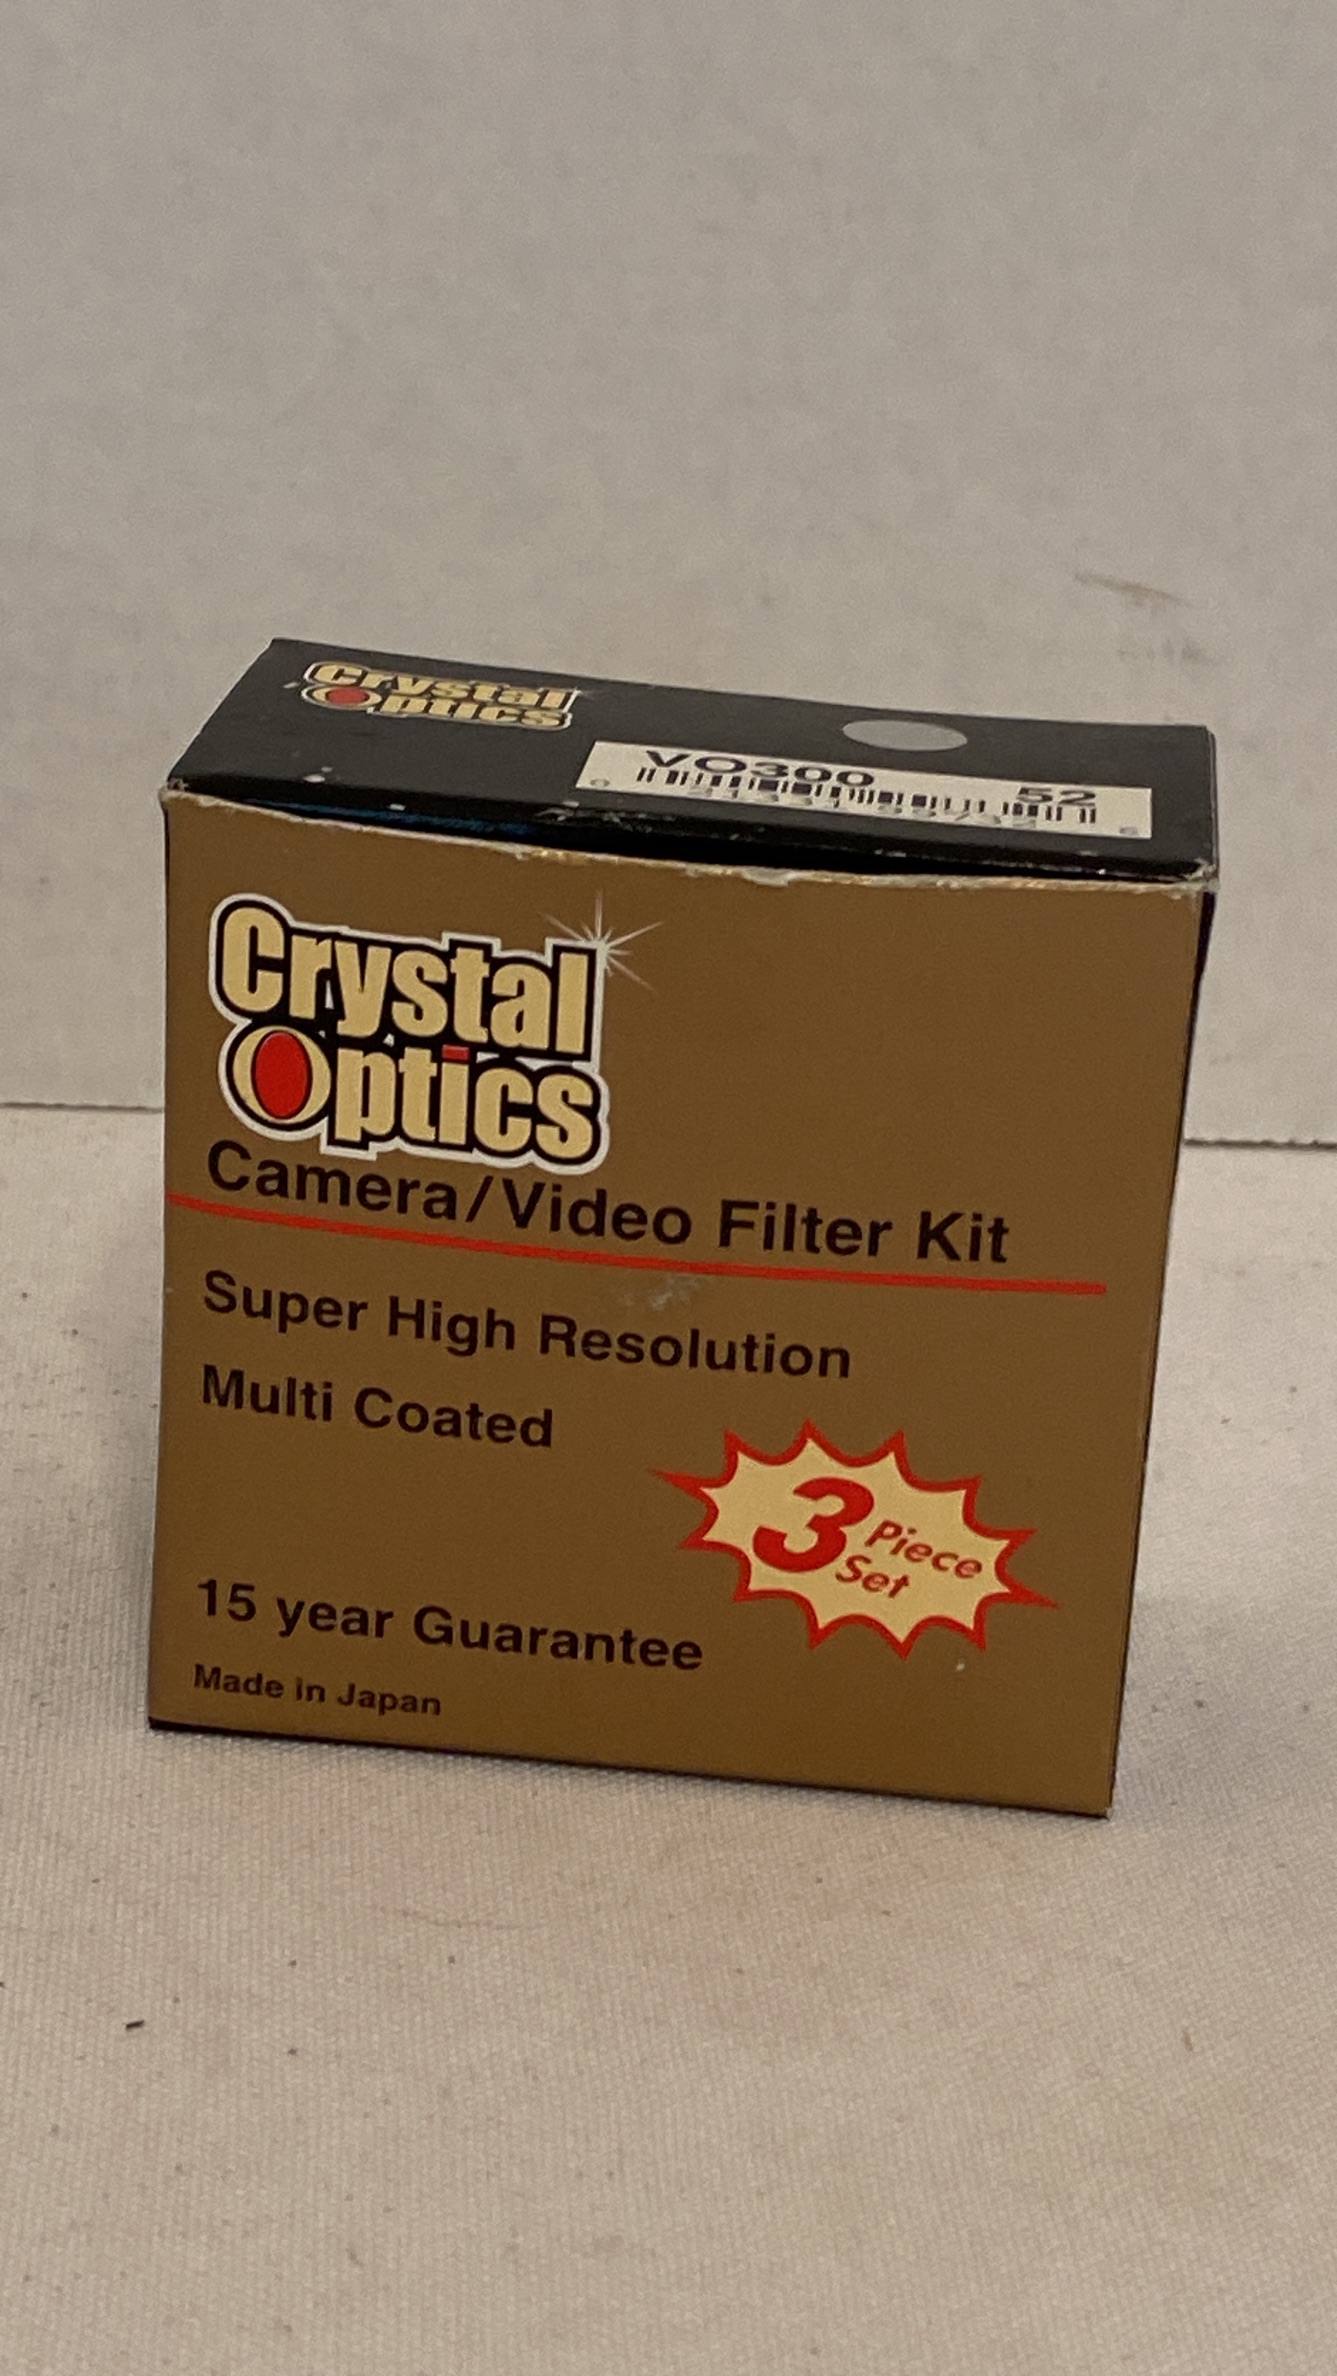 Crystal
Optics
VO300 52
Crystal
Optics
Camera/Video Filter Kit
Super High Resolution
Multi Coated
3 Piece
Set
15 year Guarantee
Made in Japan